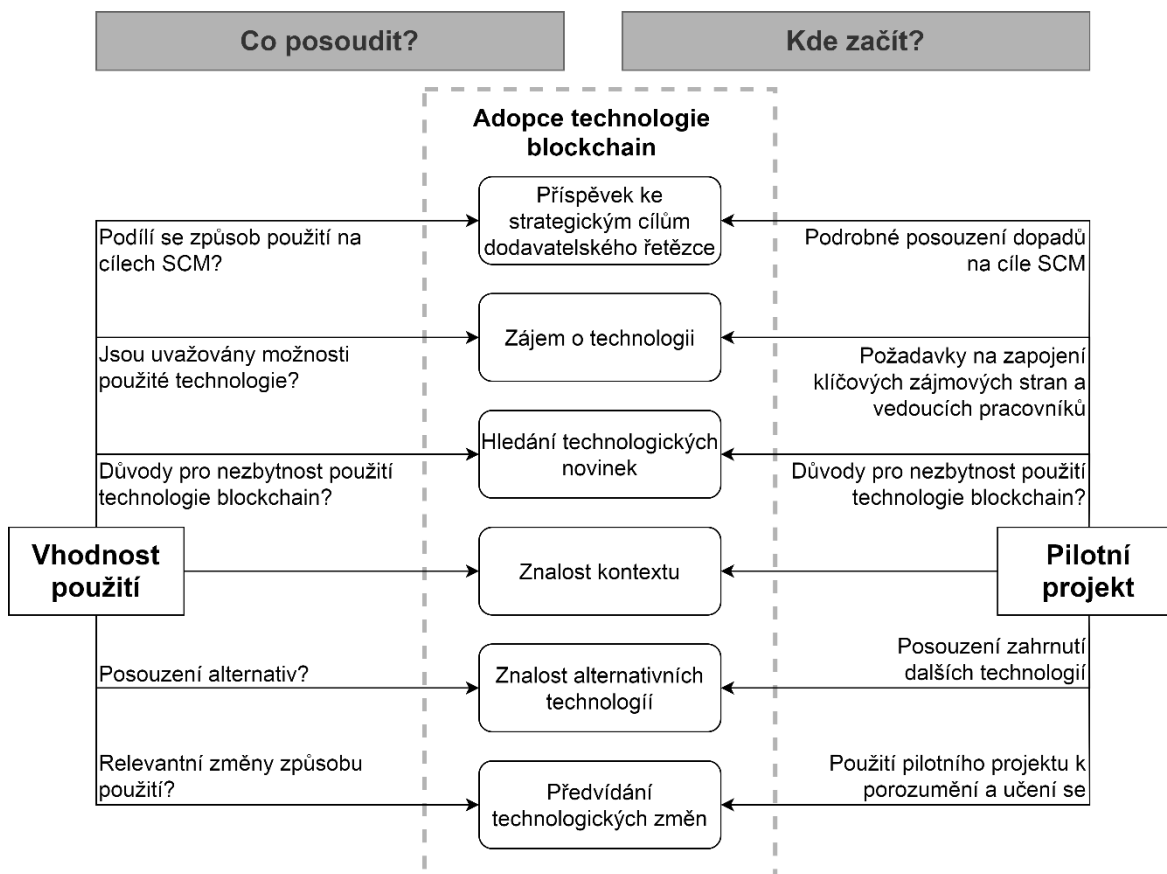 Co posoudit?
Kde začít?
Adopce technologie
blockchain
Příspěvek ke
strategickým cílům
dodavatelského řetězce
Podílí se způsob použití na
cílech SCM?
Podrobné posouzení dopadů
na cíle SCM
Zájem o technologii
Jsou uvažovány možnosti
použité technologie?
Požadavky na zapojení
klíčových zájmových stran a
vedoucích pracovníků
Hledání technologických
novinek
Důvody pro nezbytnost použití
technologie blockchain?
Důvody pro nezbytnost použití
technologie blockchain?
Vhodnost
použití
Znalost kontextu
Pilotní
projekt
Posouzení alternativ?
Znalost alternativních
technologíí
Posouzení zahrnutí
dalších technologií
Relevantní změny způsobu
použití?
Předvídání
technologických změn
Použití pilotního projektu k
porozumění a učení se